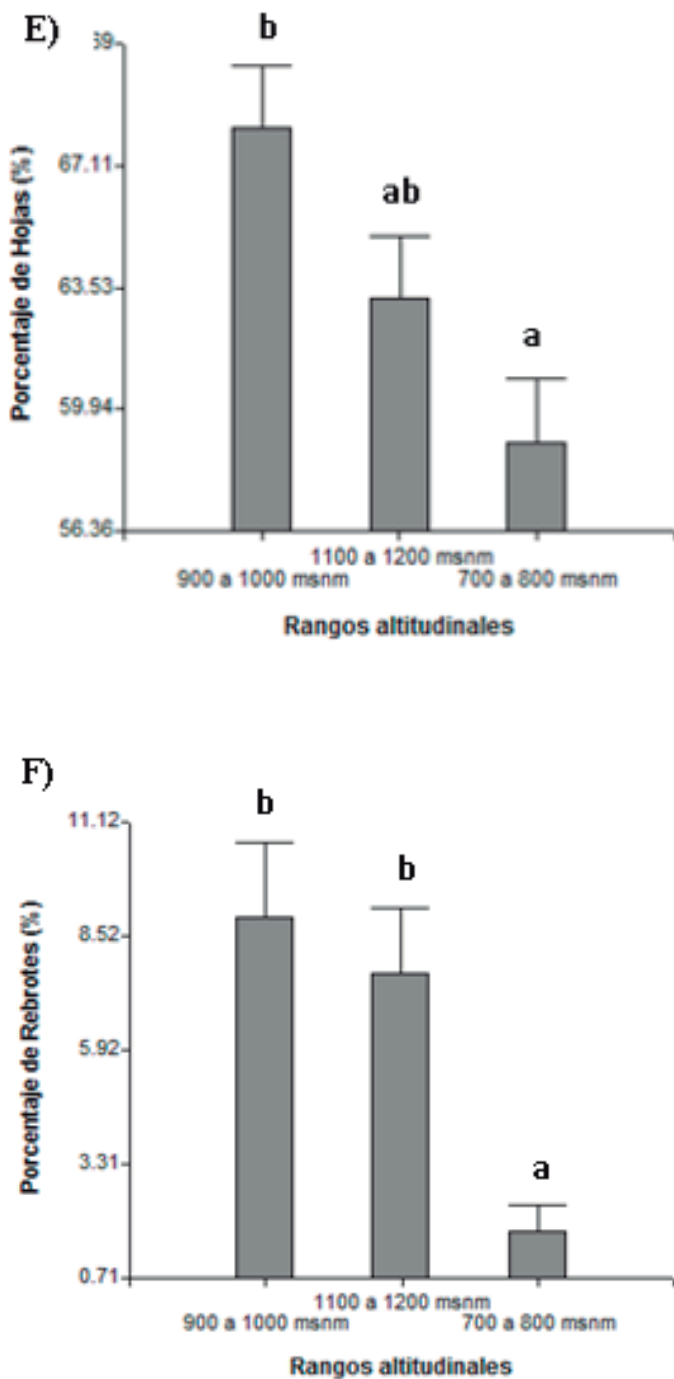 E)
b
67.11
ab
63.53
a
59.94
56.36
Porcentaje de Hojas (%)
1100 a 1200 msnm
900 a 1000 msnm 700 a 800 msnm
Rangos altitudinales
F)
b
11.12
b
8.52
5.92
3.31
a
0.71
Porcentaje de Rebrotes (%)
1100 a 1200 msnm
900 a 1000 msnm 700 a 800 msnm
Rangos altitudinales